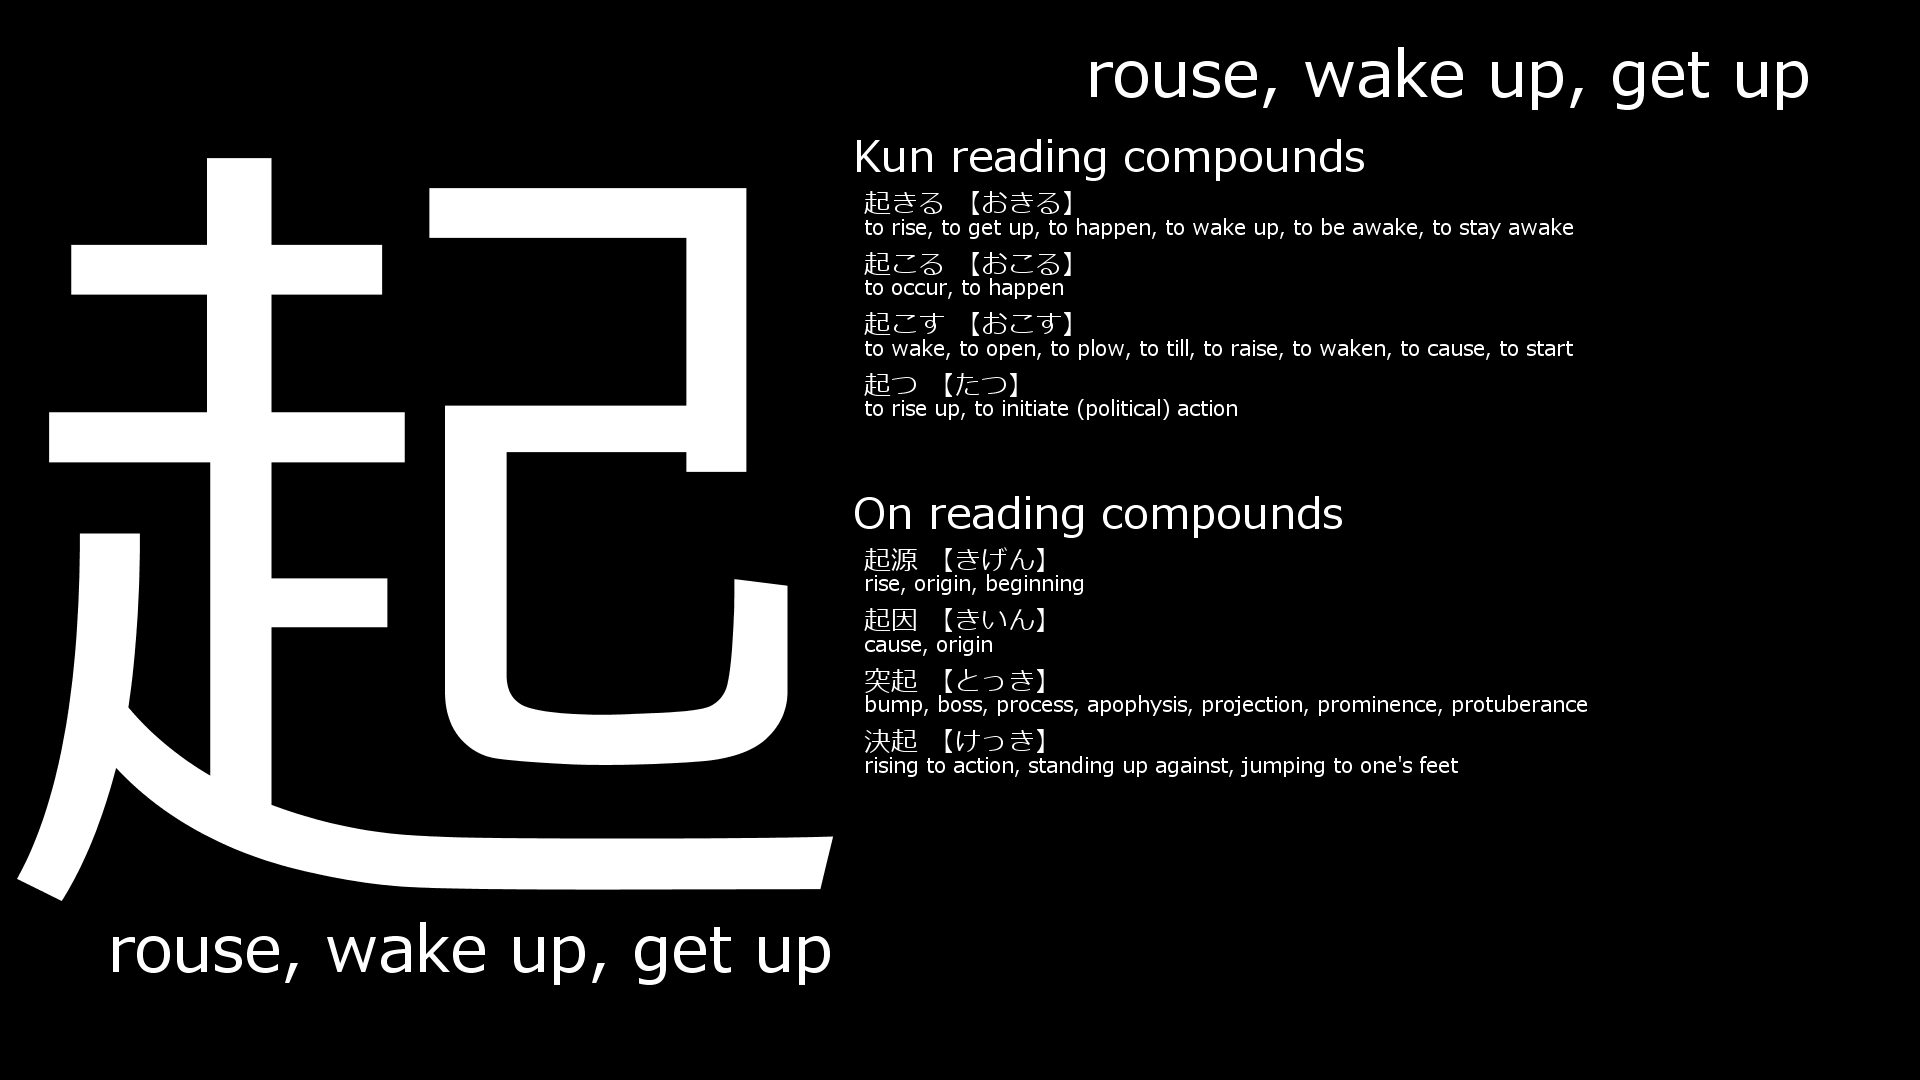 起
rouse, wake up, get up
rouse, wake up, get up
Kun reading compounds
起きる 【おきる】
to rise, to get up, to happen, to wake up, to be awake, to stay awake
起こる 【おこる】
to occur, to happen
起こす 【おこす】
to wake, to open, to plow, to till, to raise, to waken, to cause, to start
起つ 【たつ】
to rise up, to initiate (political) action
On reading compounds
起源 【きげん】
rise, origin, beginning
起因 【きいん】
cause, origin
突起 【とっき】
bump, boss, process, apophysis, projection, prominence, protuberance
決起 【けっき】
rising to action, standing up against, jumping to one's feet